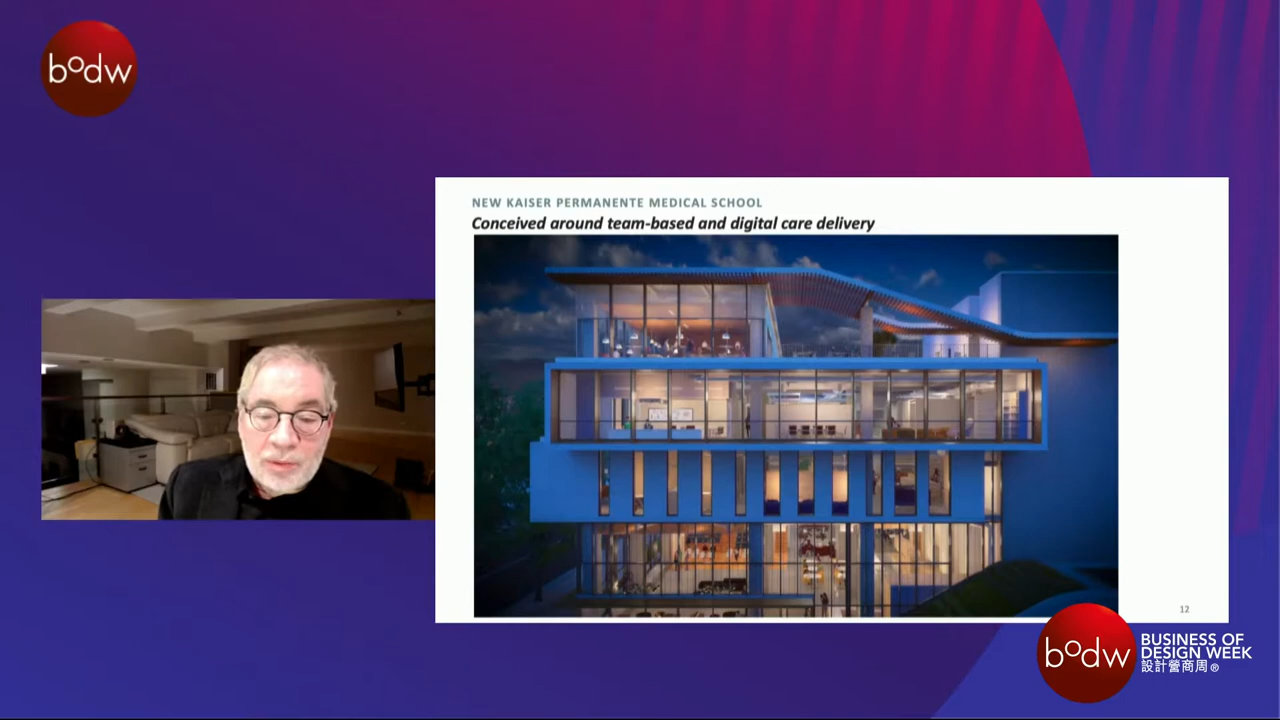 bodw
NEW KAISER PERMANENTE MEDICAL SCHOOL
Conceived around team-based and digital care delivery
12
bodw
BUSINESS OF
DESIGN WEEK
設計營商周®